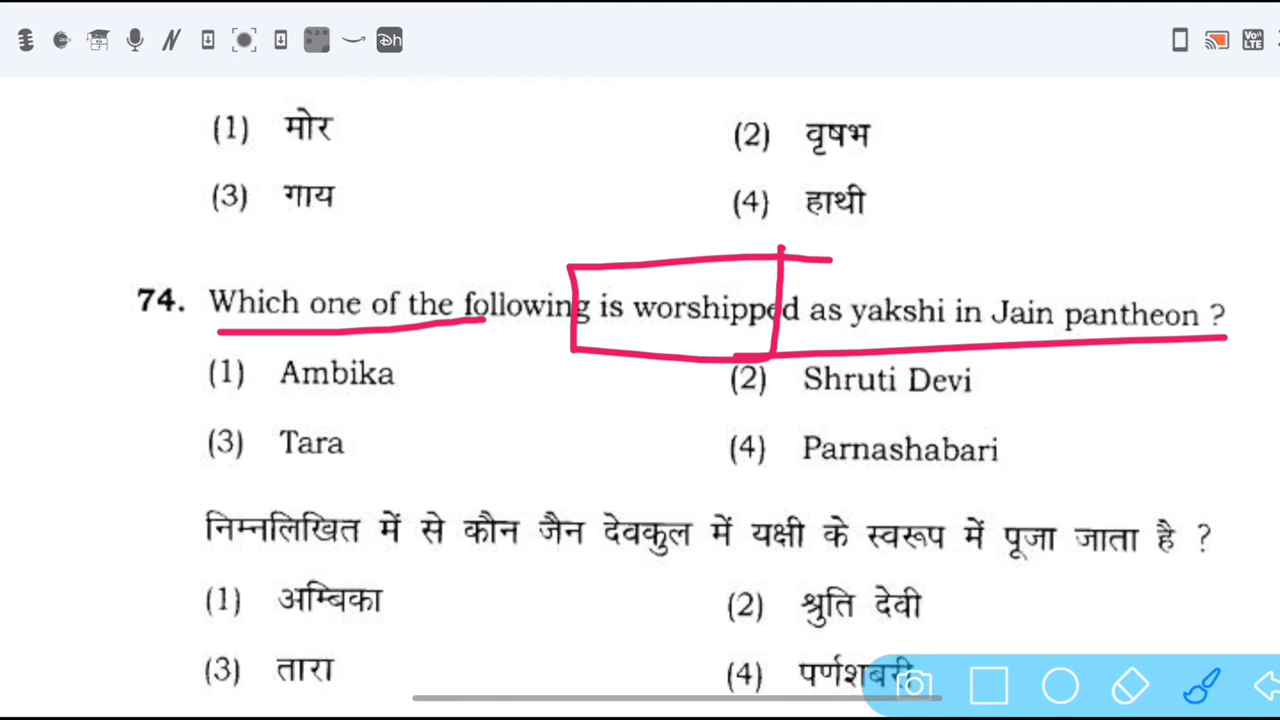 (1) मोर (2) वृषभ
(3) गाय (4) हाथी
74. Which one of the following is worshipped as yakshi in Jain pantheon ?
(1) Ambika (2) Shruti Devi
(3) Tara (4) Parnashabari
निम्नलिखित में से कौन जैन देवकुल में यक्षी के स्वरूप में पूजा जाता है ?
(1) अम्बिका (2) श्रुति देवी
(3) तारा (4) पर्णशबरी